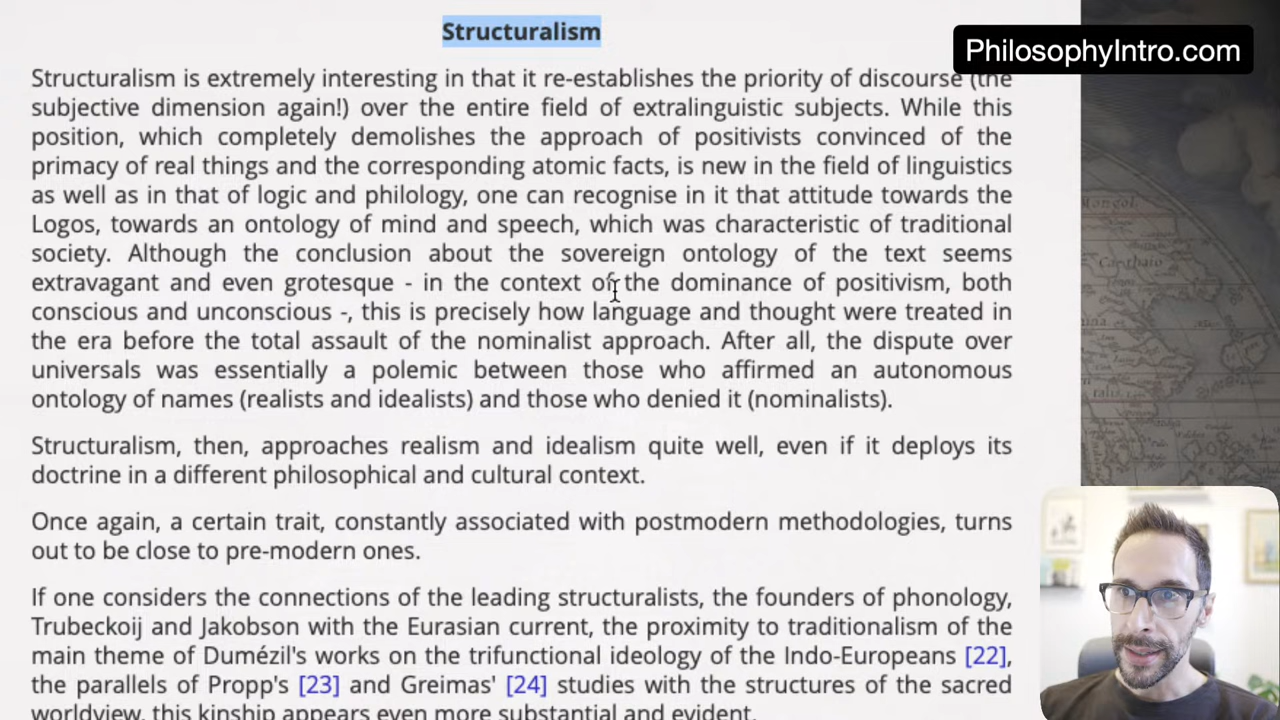 Structuralism
PhilosophyIntro.com
Structuralism is extremely interesting in that it re-establishes the priority of discourse (the
subjective dimension again!) over the entire field of extralinguistic subjects. While this
position, which completely demolishes the approach of positivists convinced of the
primacy of real things and the corresponding atomic facts, is new in the field of linguistics
as well as in that of logic and philology, one can recognise in it that attitude towards the
Logos, towards an ontology of mind and speech, which was characteristic of traditional
society. Although the conclusion about the sovereign ontology of the text seems
extravagant and even grotesque - in the context of the dominance of positivism, both
conscious and unconscious -, this is precisely how language and thought were treated in
the era before the total assault of the nominalist approach. After all, the dispute over
universals was essentially a polemic between those who affirmed an autonomous
ontology of names (realists and idealists) and those who denied it (nominalists).
Structuralism, then, approaches realism and idealism quite well, even if it deploys its
doctrine in a different philosophical and cultural context.
Once again, a certain trait, constantly associated with postmodern methodologies, turns
out to be close to pre-modern ones.
If one considers the connections of the leading structuralists, the founders of phonology,
Trubeckoij and Jakobson with the Eurasian current, the proximity to traditionalism of the
main theme of Dumézil's works on the trifunctional ideology of the Indo-Europeans [22],
the parallels of Propp's [23] and Greimas' [24] studies with the structures of the sacred
worldview, this kinship appears even more substantial and evident.